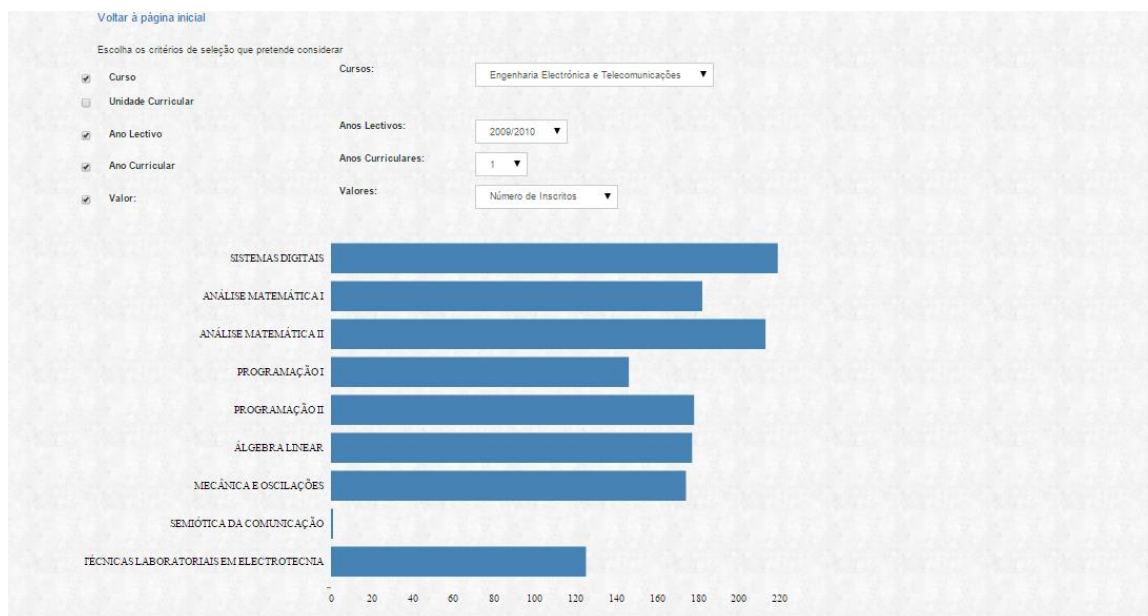 Voltar à página inicial
Escolha os critérios de seleção que pretende considerar
Curso
Cursos:
Engenharia Electrónica e Telecomunicações
Unidade Curricular
Ano Lectivo
Anos Lectivos:
2009/2010
Ano Curricular
Anos Curriculares:
1
Valor:
Valores:
Número de Inscritos
SISTEMAS DIGITAIS
ANÁLISE MATEMÁTICA I
ANÁLISE MATEMÁTICA II
PROGRAMAÇÃO I
PROGRAMAÇÃO II
ÁLGEBRA LINEAR
MECÂNICA E OSCILAÇÕES
SEMIÓTICA DA COMUNICAÇÃO
TÉCNICAS LABORATORIAIS EM ELECTROTECNIA
0 20 40 60 80 100 120 140 160 180 200 220